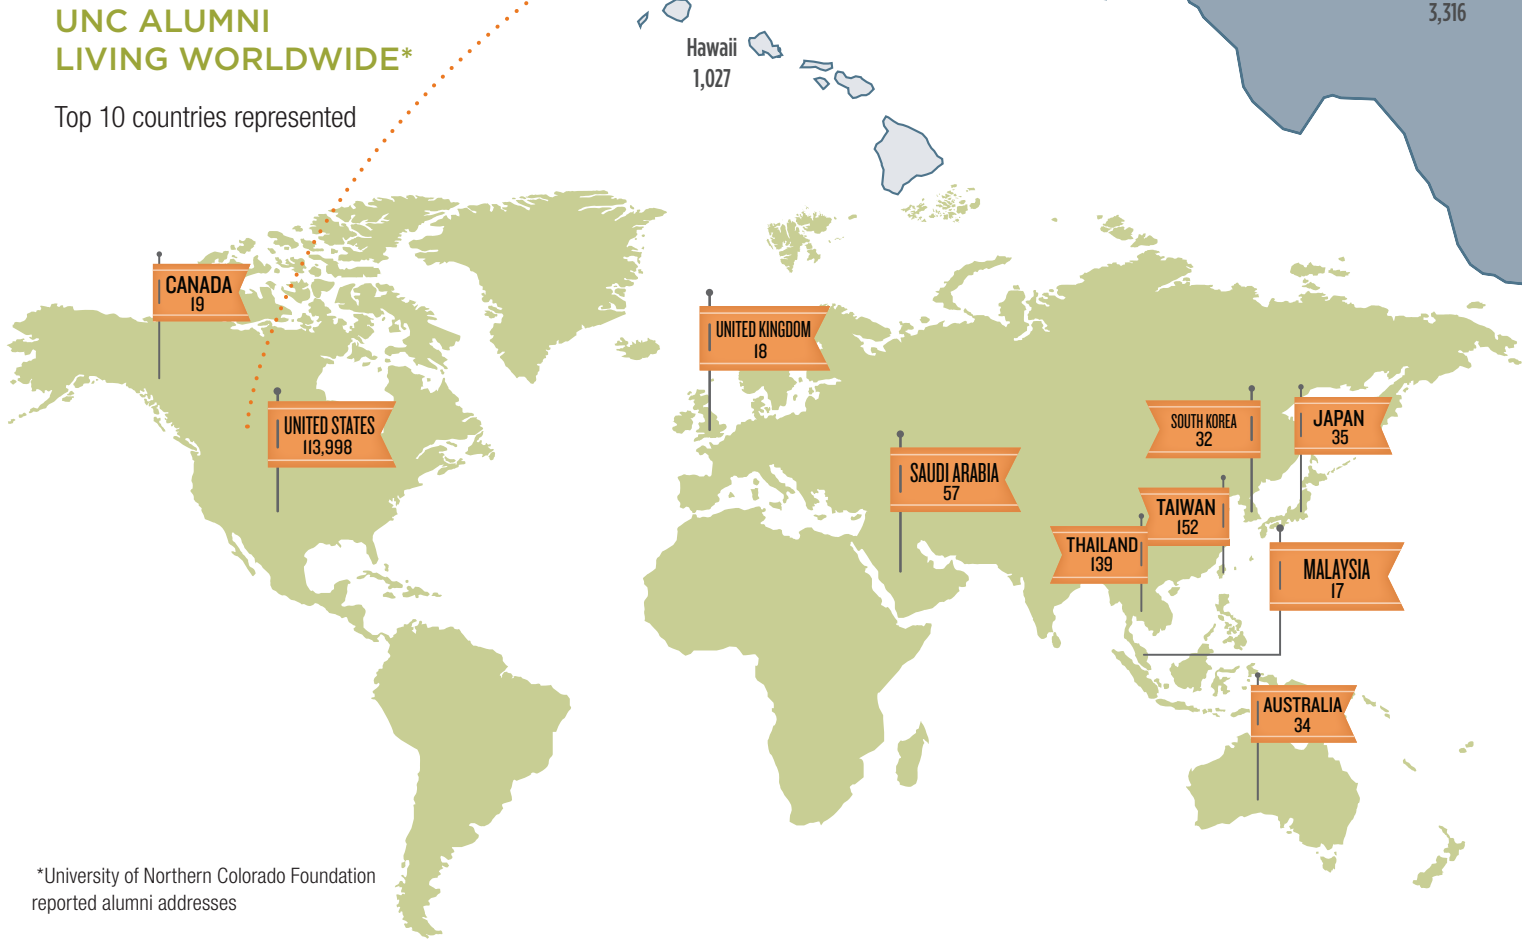 UNC ALUMNI
LIVING WORLDWIDE*
Top 10 countries represented
Hawaii
1,027
3,316
CANADA
19
UNITED STATES
113,998
UNITED KINGDOM
18
SAUDI ARABIA
57
SOUTH KOREA
32
JAPAN
35
TAIWAN
152
THAILAND
139
MALAYSIA
17
AUSTRALIA
34
*University of Northern Colorado Foundation
reported alumni addresses